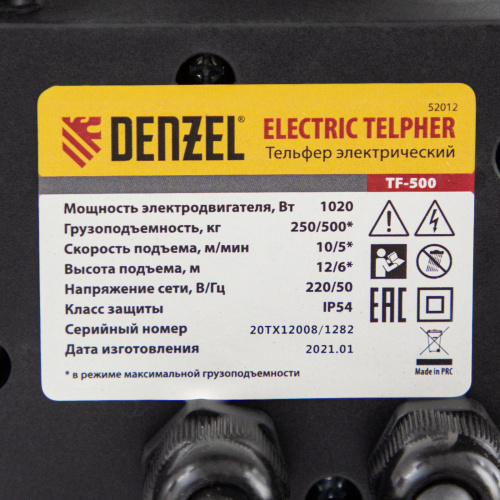 52012
DENZEL®
ELECTRIC TELPHER
Тельфер электрический
TF-500
Мощность электродвигателя, Вт 1020
Грузоподъемность, кг 250/500*
Скорость подъема, м/мин 10/5*
Высота подъема, м 12/6*
Напряжение сети, В/Гц 220/50
Класс защиты IP54
Серийный номер 20TX12008/1282
Дата изготовления 2021.01
* в режиме максимальной грузоподъемности
EAC
Made in PRC